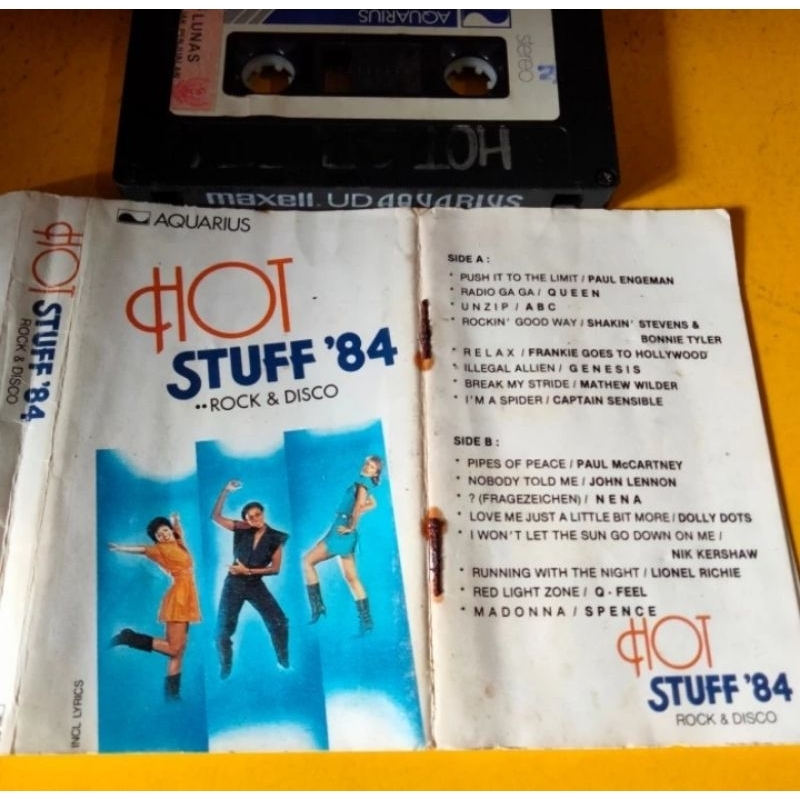 LUNAS
AQUARIUS
stereo
2
HOT
maxell. UD AQUARIUS
HOT
STUFF '84
ROCK & DISCO
AQUARIUS
HOT
STUFF '84
••ROCK & DISCO
INCL LYRICS
SIDE A :
* PUSH IT TO THE LIMIT / PAUL ENGEMAN
* RADIO GA GA / QUEEN
* UNZIP / ABC
* ROCKIN' GOOD WAY / SHAKIN' STEVENS &
BONNIE TYLER
* RELAX / FRANKIE GOES TO HOLLYWOOD
* ILLEGAL ALLIEN / GENESIS
* BREAK MY STRIDE / MATHEW WILDER
* I'M A SPIDER / CAPTAIN SENSIBLE
SIDE B :
* PIPES OF PEACE / PAUL McCARTNEY
* NOBODY TOLD ME / JOHN LENNON
* ? (FRAGEZEICHEN) / NENA
* LOVE ME JUST A LITTLE BIT MORE / DOLLY DOTS
* I WON'T LET THE SUN GO DOWN ON ME /
NIK KERSHAW
* RUNNING WITH THE NIGHT / LIONEL RICHIE
* RED LIGHT ZONE / Q - FEEL
* MADONNA / SPENCE
HOT
STUFF '84
ROCK & DISCO